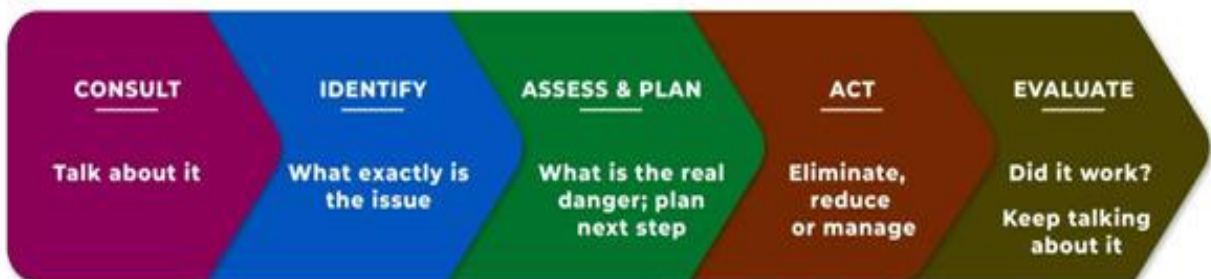 CONSULT
Talk about it
IDENTIFY
What exactly is
the issue
ASSESS & PLAN
What is the real
danger; plan
next step
ACT
Eliminate,
reduce
or manage
EVALUATE
Did it work?
Keep talking
about it